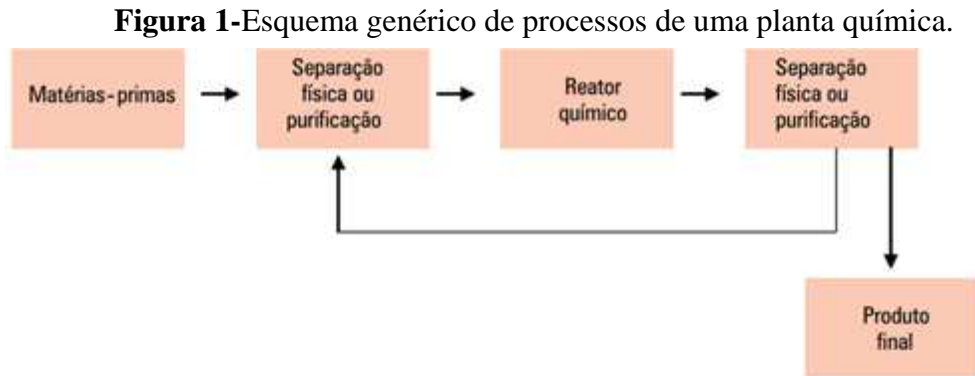 Figura 1-Esquema genérico de processos de uma planta química.
Matérias-primas
Separação
física ou
purificação
Reator
químico
Separação
física ou
purificação
Produto
final